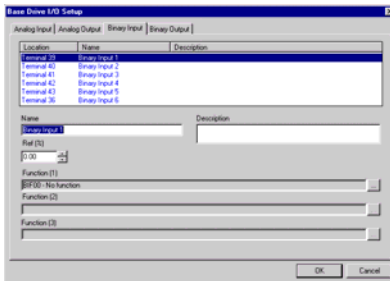 Base Drive I/O Setup
Analog Input Analog Output Binary Input Binary Output
Location Name Description
Terminal 39 Binary Input 1
Terminal 40 Binary Input 2
Terminal 41 Binary Input 3
Terminal 42 Binary Input 4
Terminal 43 Binary Input 5
Terminal 36 Binary Input 6
Name Description
Binary Input 1
Ref (%)
0.00
Function (1)
BIF00 - No function ...
Function (2)
Function (3)
OK Cancel